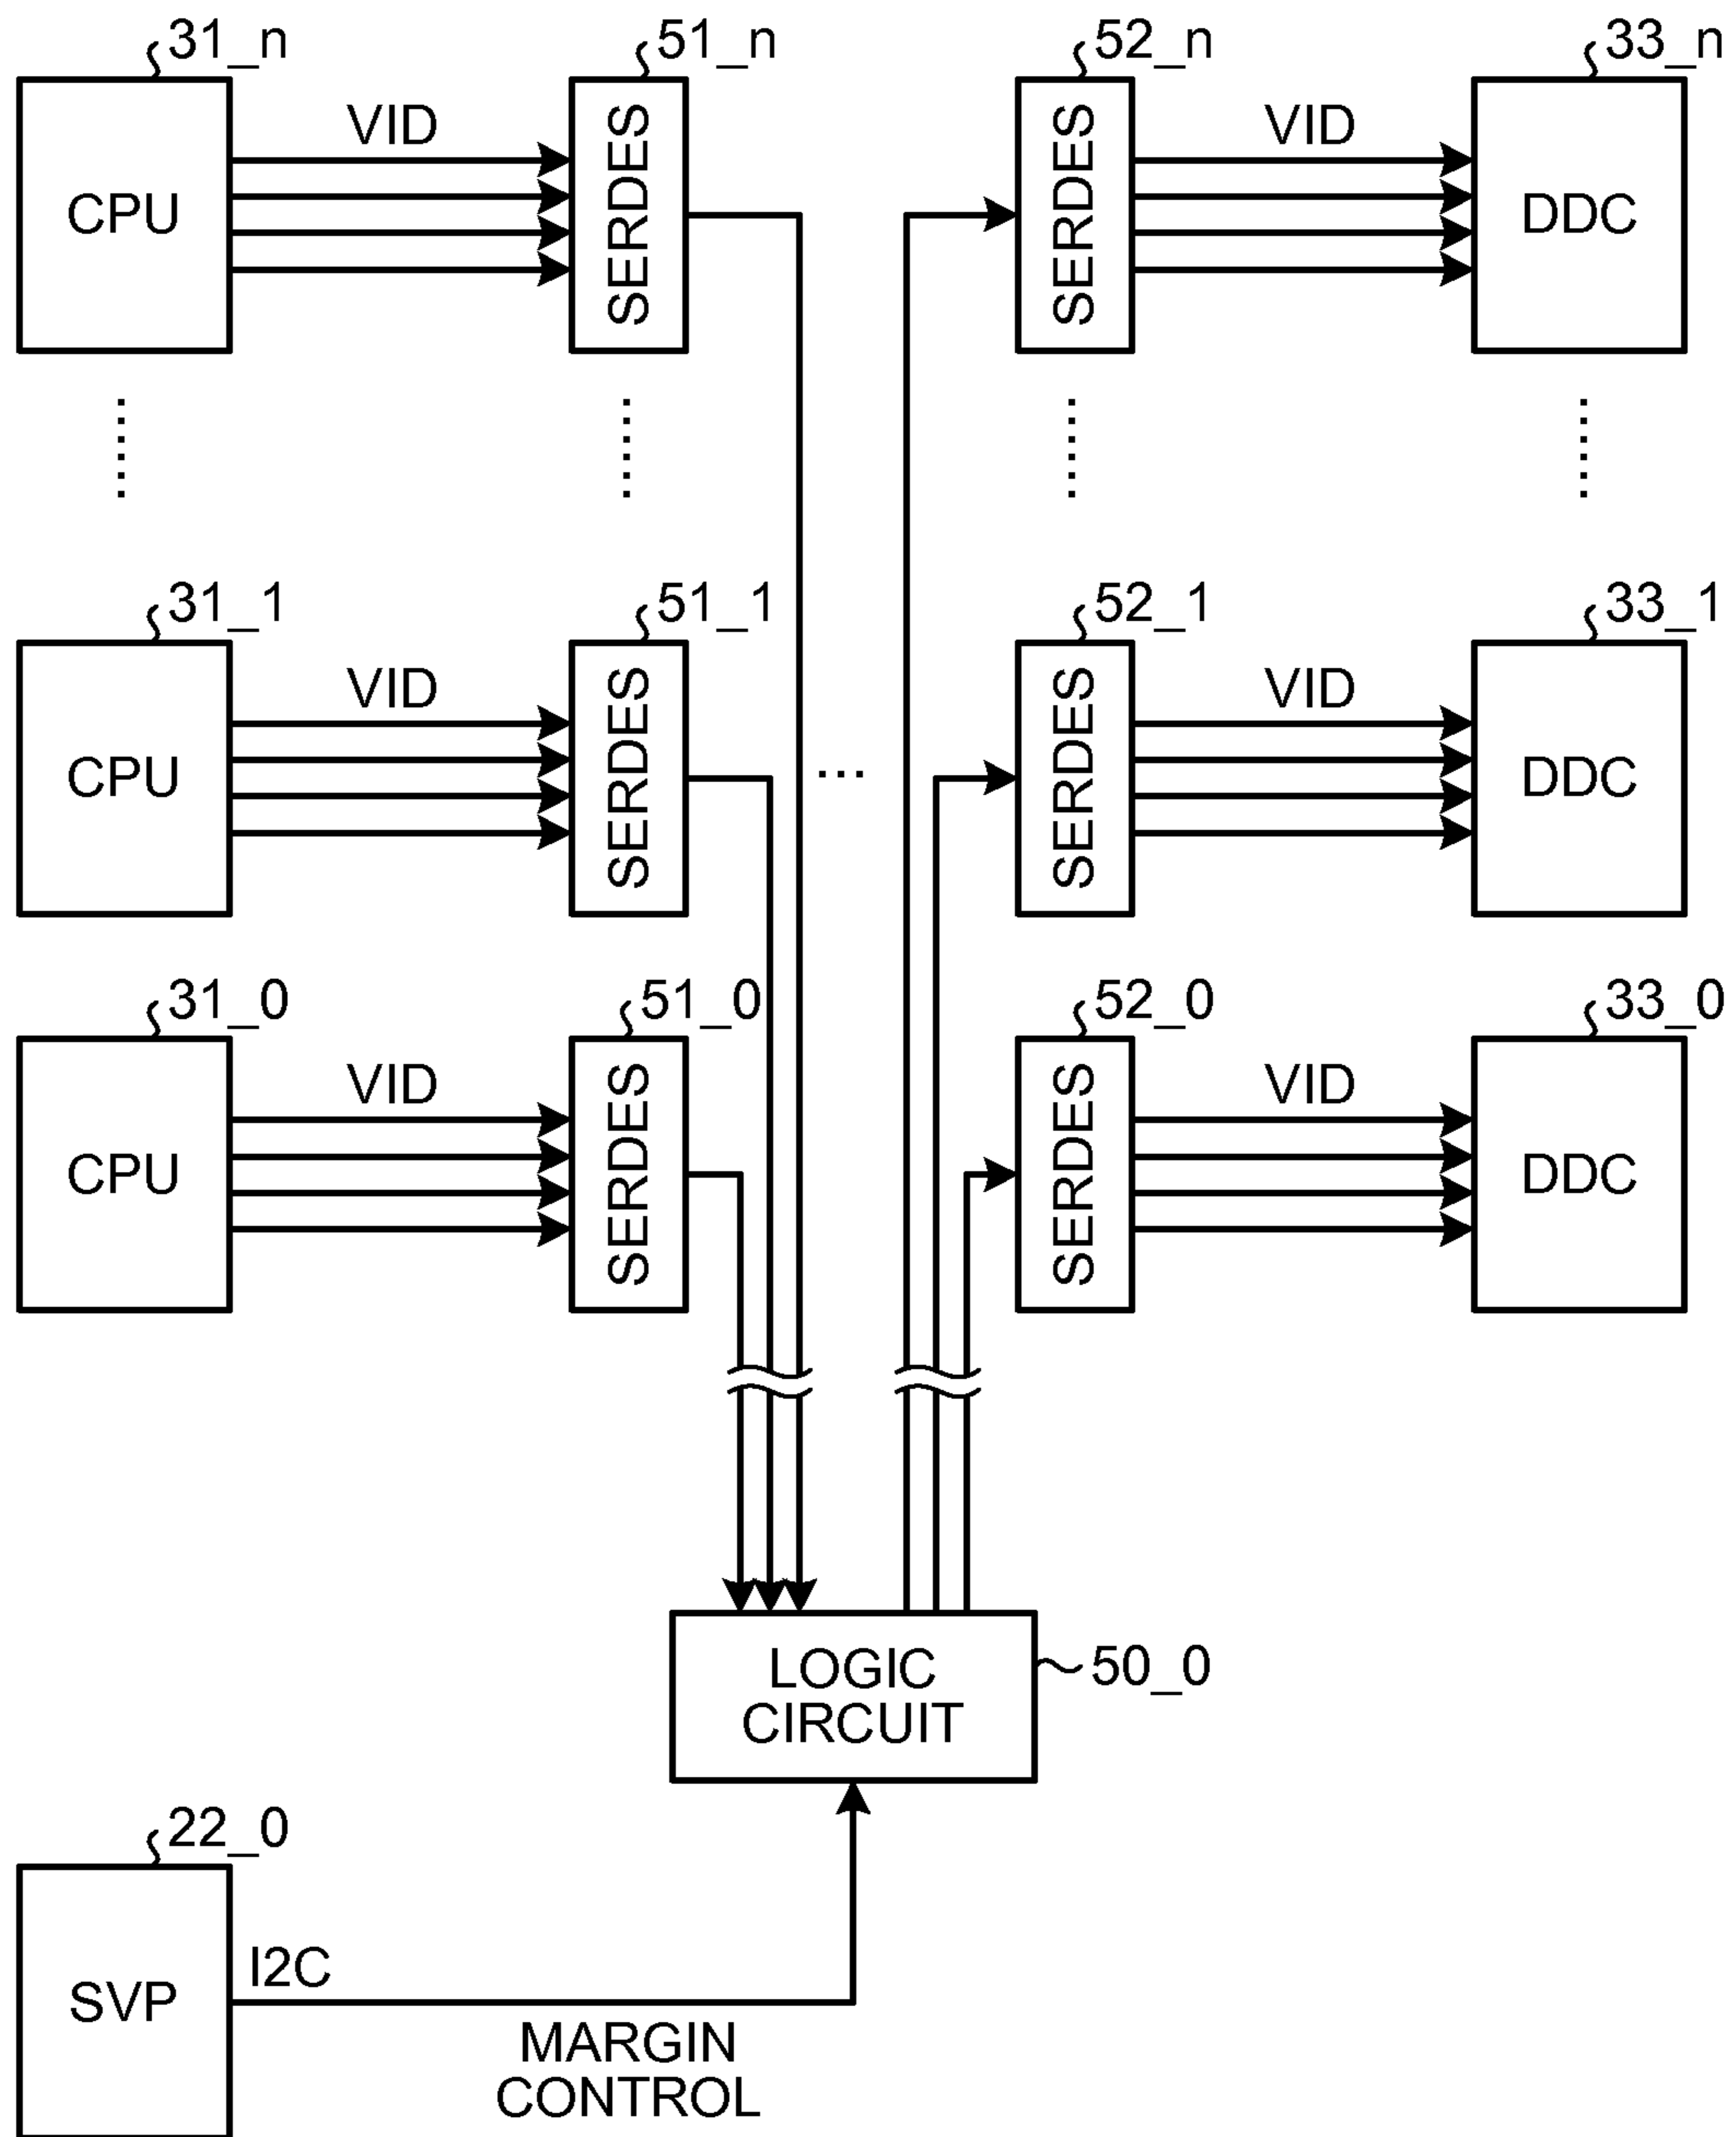 31_n 51_n 52_n 33_n
VID VID
CPU SERDES SERDES DDC
31_1 51_1 52_1 33_1
VID VID
CPU SERDES ... SERDES DDC
31_0 51_0 52_0 33_0
VID VID
CPU SERDES SERDES DDC
LOGIC
CIRCUIT
50_0
22_0
SVP
I2C
MARGIN
CONTROL